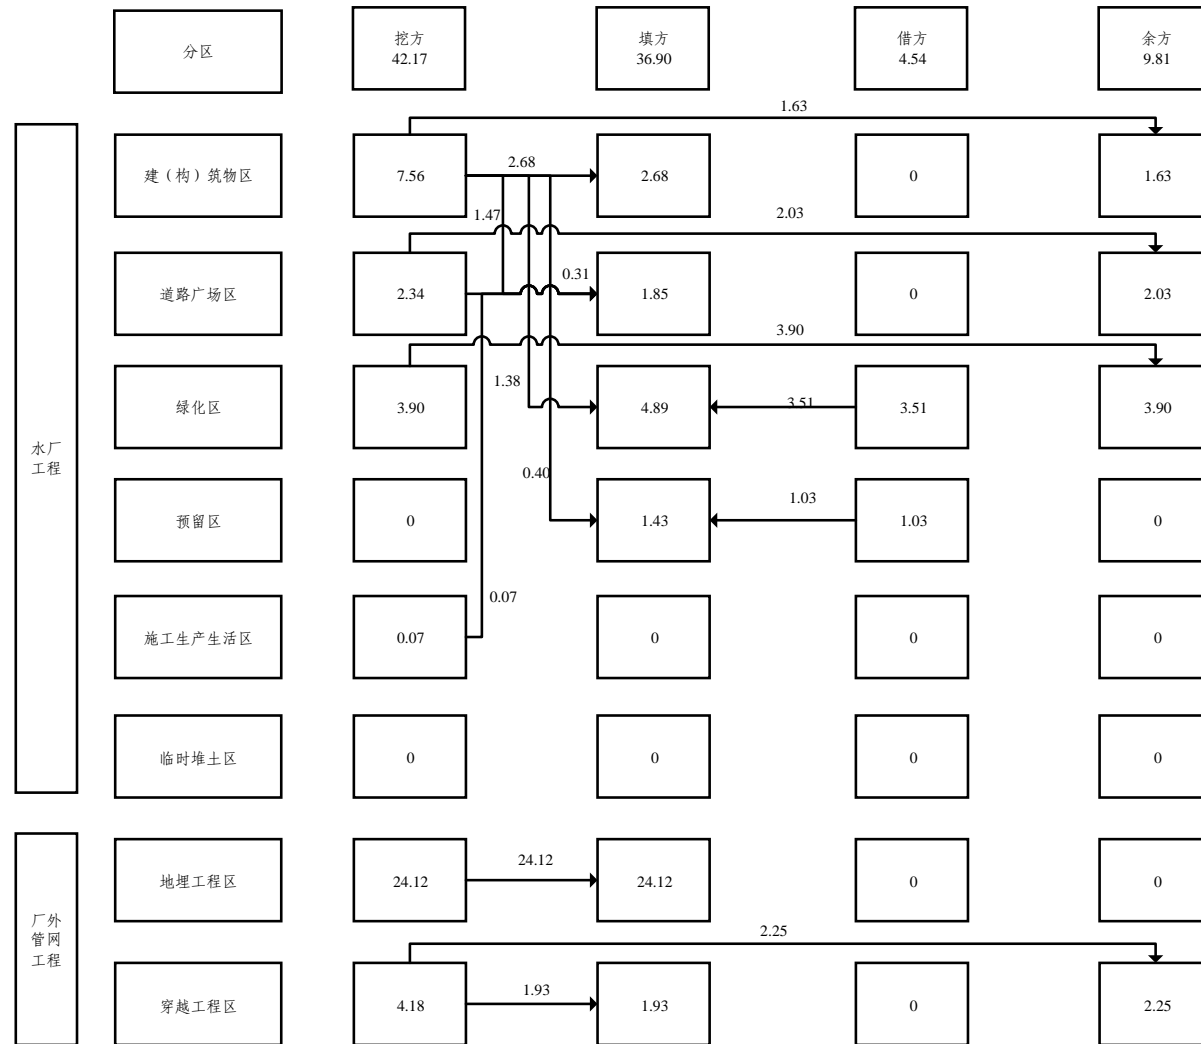 分区
挖方
42.17
填方
36.90
借方
4.54
余方
9.81
1.63
建（构）筑物区
7.56
2.68
2.68
0
1.63
1.47
2.03
道路广场区
2.34
0.31
1.85
0
2.03
3.90
绿化区
3.90
1.38
4.89
3.51
3.51
3.90
水厂
工程
0.40
预留区
0
1.43
1.03
1.03
0
0.07
施工生产生活区
0.07
0
0
0
临时堆土区
0
0
0
0
地埋工程区
24.12
24.12
24.12
0
0
厂外
管网
工程
2.25
穿越工程区
4.18
1.93
1.93
0
2.25